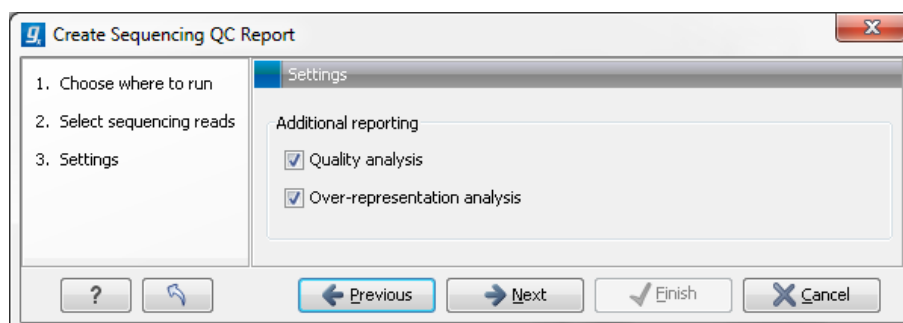 Create Sequencing QC Report
1. Choose where to run
2. Select sequencing reads
3. Settings
Settings
Additional reporting
Quality analysis
Over-representation analysis
?
Previous
Next
Finish
Cancel